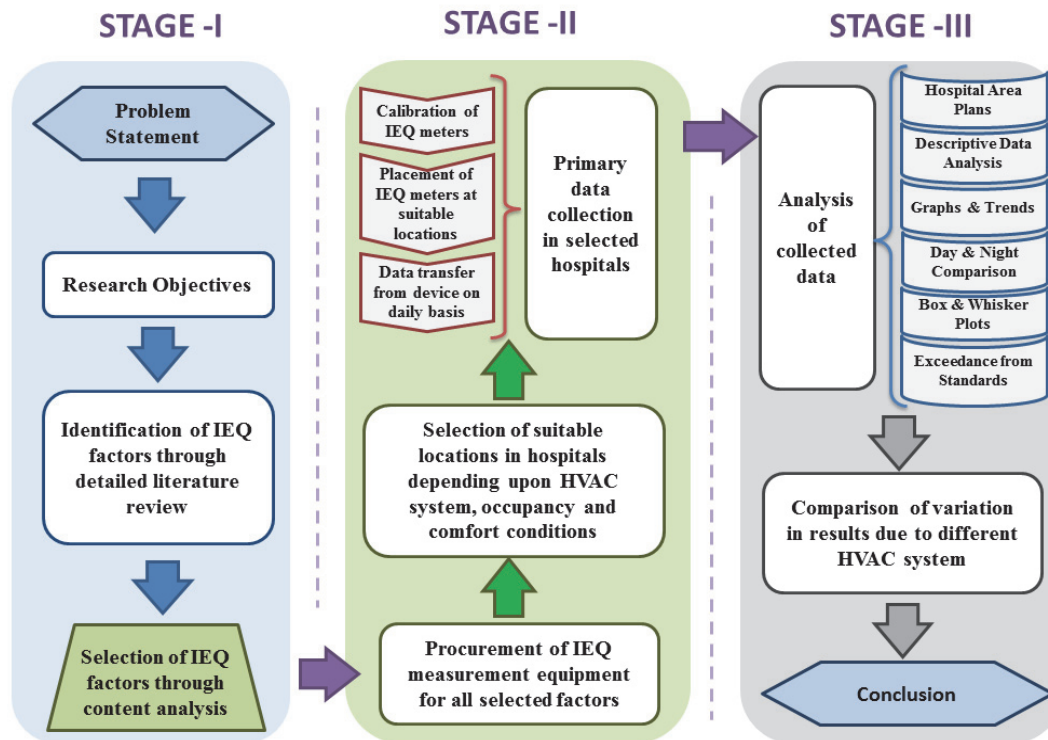 STAGE -I
Problem
Statement
Research Objectives
Identification of IEQ
factors through
detailed literature
review
Selection of IEQ
factors through
content analysis
STAGE -II
Calibration of
IEQ meters
Placement of
IEQ meters at
suitable
locations
Data transfer
from device on
daily basis
Primary
data
collection
in selected
hospitals
Selection of suitable
locations in hospitals
depending upon HVAC
system, occupancy and
comfort conditions
Procurement of IEQ
measurement equipment
for all selected factors
STAGE -III
Analysis
of
collected
data
Hospital Area
Plans
Descriptive Data
Analysis
Graphs & Trends
Day & Night
Comparison
Box & Whisker
Plots
Exceedance from
Standards
Comparison of variation
in results due to different
HVAC system
Conclusion